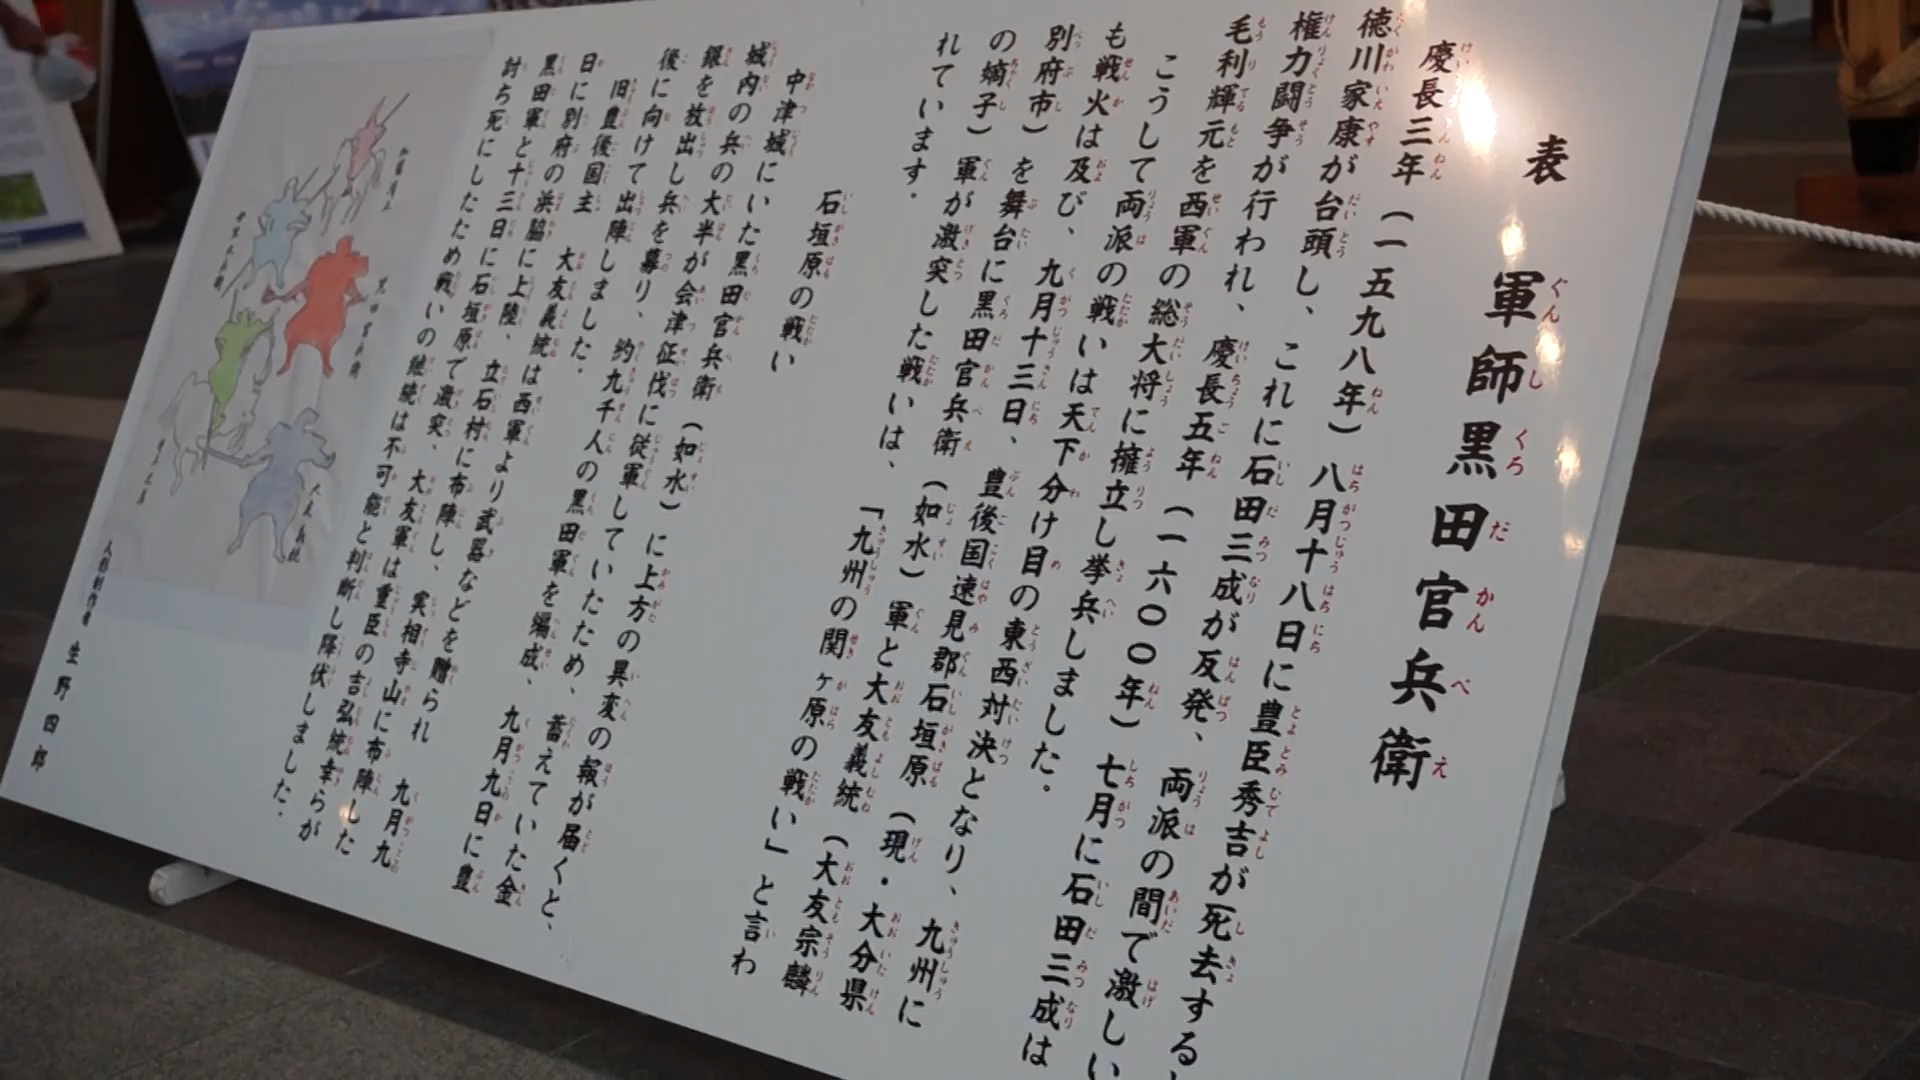 表 軍師黒田官兵衛
慶長三年（一五九八年）八月十八日に豊臣秀吉が死去する
徳川家康が台頭し、これに石田三成が反発、両派の間で激しい
権力闘争が行われ、慶長五年（一六〇〇年）七月に石田三成は
毛利輝元を西軍の総大将に擁立し挙兵しました．
こうして両派の戦いは天下分け目の東西対決となり、九州に
も戦火は及び、九月十三日、豊後国速見郡石垣原（現・大分県
別府市）を舞台に黒田官兵衛（如水）軍と大友義統（大友宗麟
の嫡子）軍が激突した戦いは、「九州の関ヶ原の戦い」と言わ
れています．
石垣原の戦い
中津城にいた黒田官兵衛（如水）に上方の異変の報が届くと、
城内の兵の大半が会津征伐に従軍していたため、蓄えていた金
銀を放出し兵を募り、約九千人の黒田軍を編成、九月九日に豊
後に向けて出陣しました．
旧豊後国主 大友義統は西軍より武器などを贈られ 九月九
日に別府の浜脇に上陸、立石村に布陣し、実相寺山に布陣した
黒田軍と十三日に石垣原で激突、大友軍は重臣の吉弘統幸らが
討ち死にしたため戦いの継続は不可能と判断し降伏しました．
黒田官兵衛
大友義統
人形制作者 生野四郎